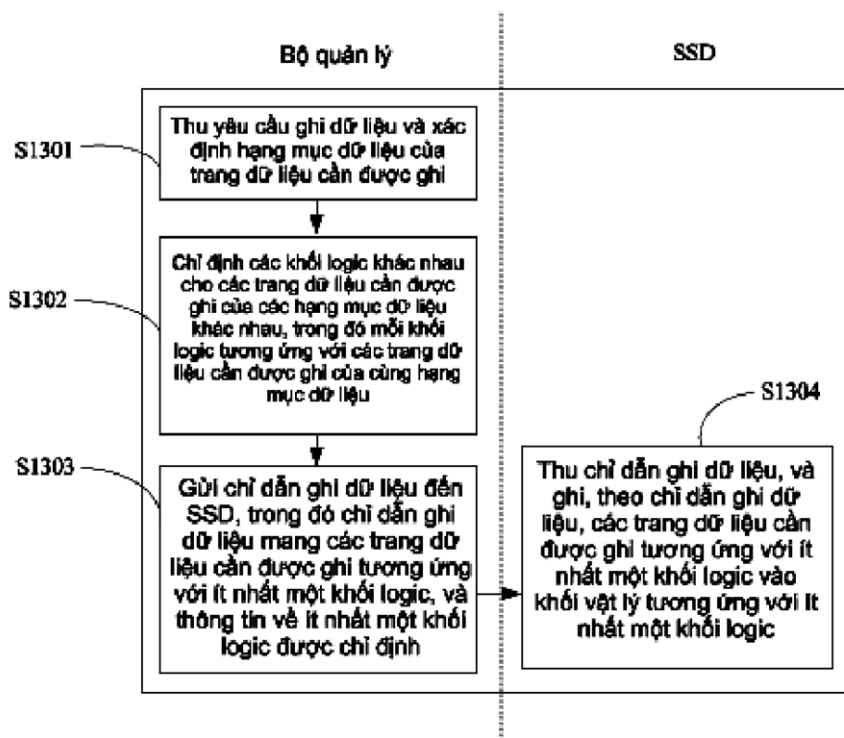 Bộ quản lý
SSD
S1301
Thu yêu cầu ghi dữ liệu và xác
định hạng mục dữ liệu của
trang dữ liệu cần được ghi
S1302
Chỉ định các khối logic khác nhau
cho các trang dữ liệu cần được
ghi của các hạng mục dữ liệu
khác nhau, trong đó mỗi khối
logic tương ứng với các trang dữ
liệu cần được ghi của cùng hạng
mục dữ liệu
S1303
Gửi chỉ dẫn ghi dữ liệu đến
SSD, trong đó chỉ dẫn ghi
dữ liệu mang các trang dữ
liệu cần được ghi tương ứng
với ít nhất một khối logic, và
thông tin về ít nhất một khối
logic được chỉ định
S1304
Thu chỉ dẫn ghi dữ liệu, và
ghi, theo chỉ dẫn ghi dữ
liệu, các trang dữ liệu cần
được ghi tương ứng với ít
nhất một khối logic vào
khối vật lý tương ứng với ít
nhất một khối logic